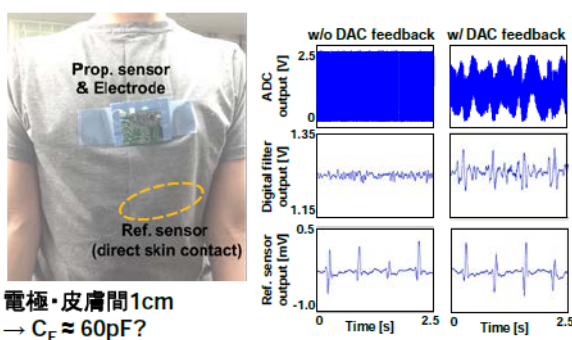 Prop. sensor
& Electrode
Ref. sensor
(direct skin contact)
電極・皮膚間1cm
→ CE ≈ 60pF?
w/o DAC feedback
w/ DAC feedback
ADC
output [V]
2.5
0
Digital filter
output [V]
1.35
1.15
Ref. sensor
output [mV]
0.5
-1.0
0
Time [s]
2.5
0
Time [s]
2.5